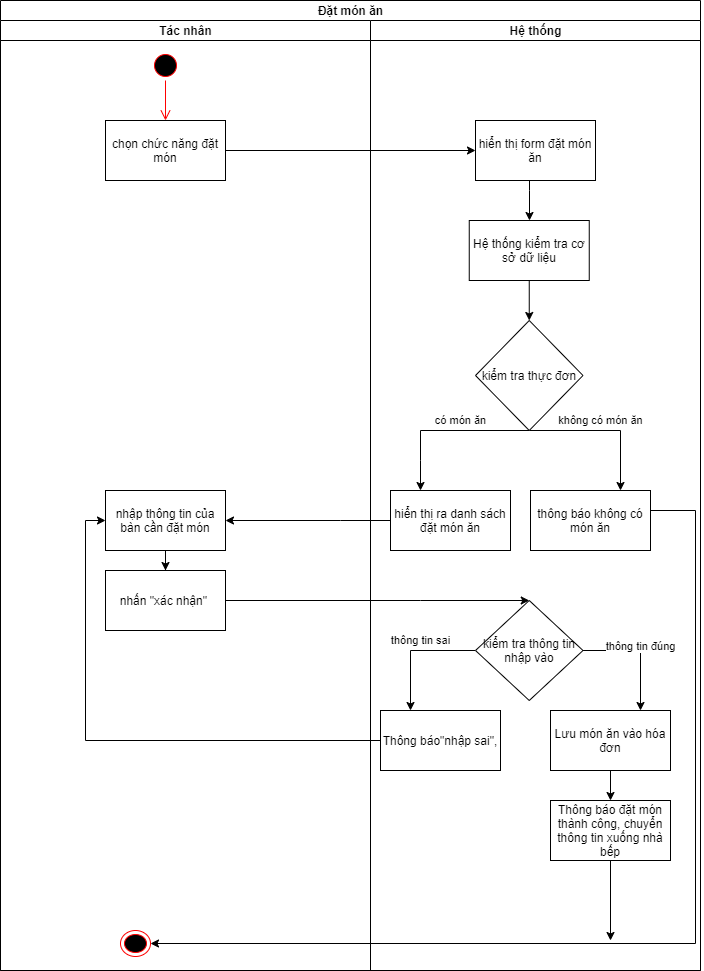 Đặt món ăn
Tác nhân
Hệ thống
chọn chức năng đặt
món
hiển thị form đặt món
ăn
Hệ thống kiểm tra cơ
sở dữ liệu
kiểm tra thực đơn
có món ăn
không có món ăn
nhập thông tin của
bàn cần đặt món
hiển thị ra danh sách
đặt món ăn
thông báo không có
món ăn
nhấn "xác nhận"
kiểm tra thông tin
nhập vào
thông tin sai
thông tin đúng
Thông báo"nhập sai",
Lưu món ăn vào hóa
đơn
Thông báo đặt món
thành công, chuyển
thông tin xuống nhà
bếp